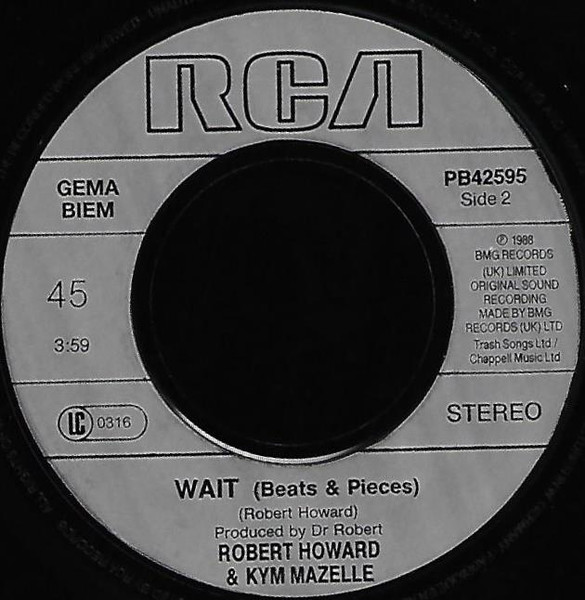 RCA
GEMA
BIEM
PB42595
Side 2
45
3:59
℗ 1988
BMG RECORDS
(UK) LIMITED
ORIGINAL SOUND
RECORDING
MADE BY BMG
RECORDS (UK) LTD
Trash Songs Ltd /
Chappell Music Ltd
LC 0316
STEREO
WAIT (Beats & Pieces)
(Robert Howard)
Produced by Dr Robert
ROBERT HOWARD
& KYM MAZELLE